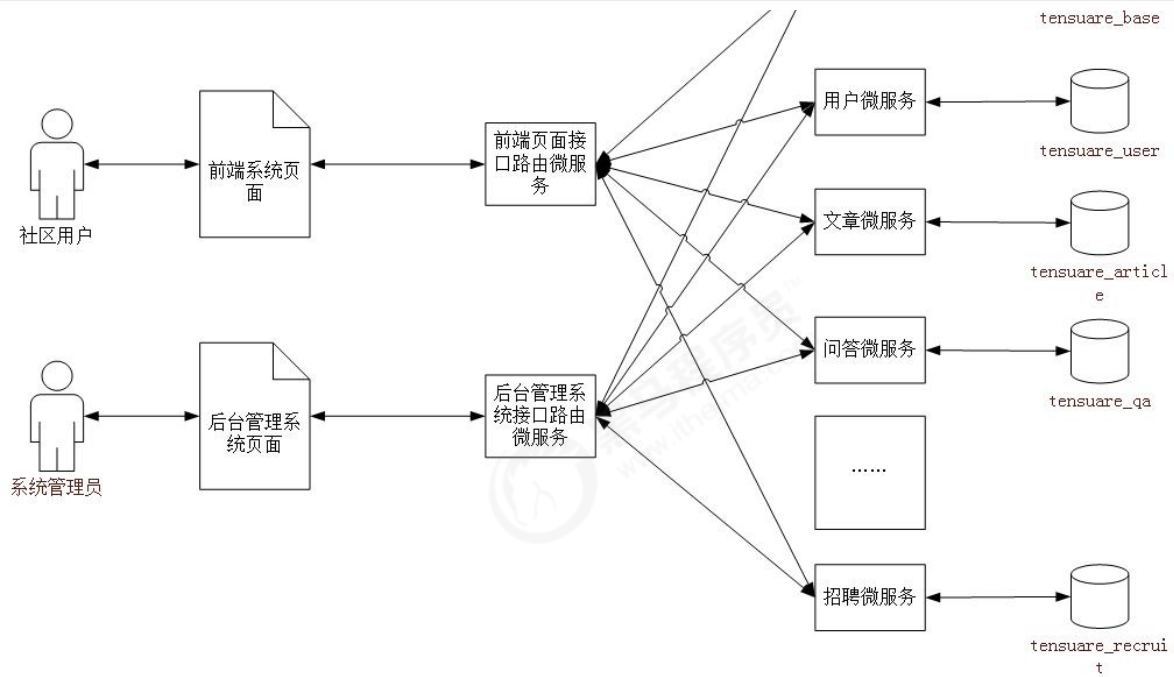 tensuare_base
用户微服务
tensuare_user
前端系统页
面
前端页面接
口路由微服
务
社区用户
文章微服务
tensuare_articl
e
问答微服务
tensuare_qa
后台管理系
统页面
后台管理系
统接口路由
微服务
系统管理员
……
招聘微服务
tensuare_recrui
t